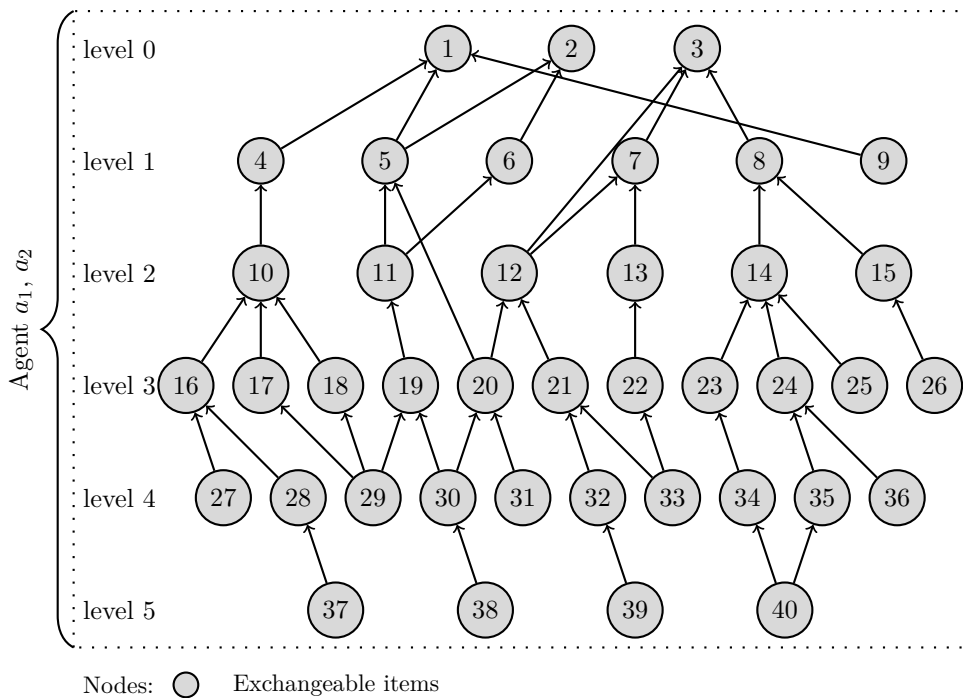 level 0 1 2 3
level 1 4 5 6 7 8 9
level 2 10 11 12 13 14 15
level 3 16 17 18 19 20 21 22 23 24 25 26
level 4 27 28 29 30 31 32 33 34 35 36
level 5 37 38 39 40
Agent a₁, a₂
Nodes: Exchangeable items